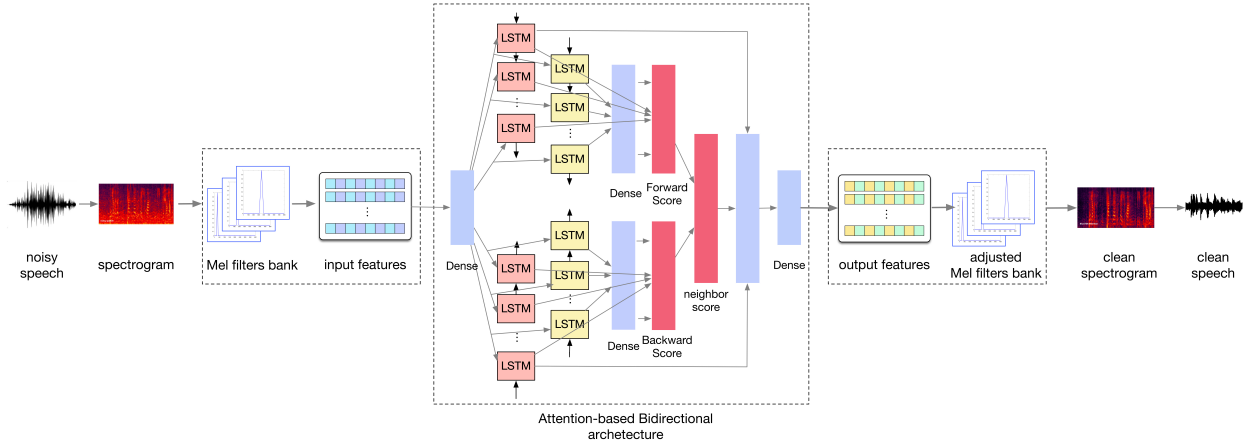 LSTM
LSTM
LSTM
LSTM
LSTM
LSTM
Dense
Forward
Score
Dense
LSTM
LSTM
LSTM
LSTM
LSTM
LSTM
Dense
Backward
Score
neighbor
score
Dense
noisy
speech
spectrogram
Mel filters bank
input features
output features
adjusted
Mel filters bank
clean
spectrogram
clean
speech
Attention-based Bidirectional
archetecture